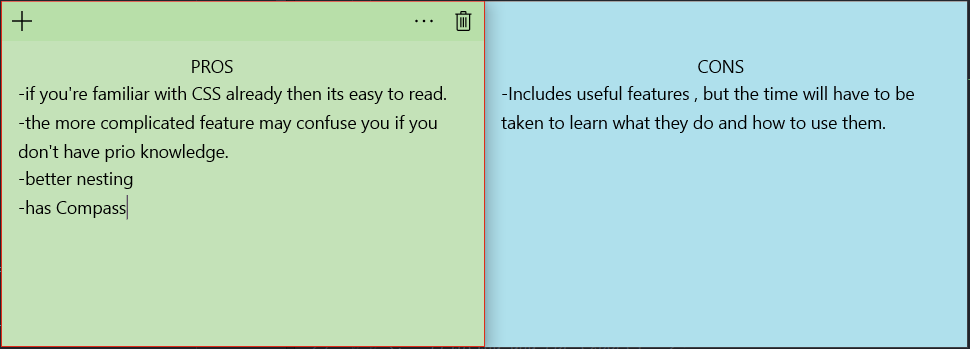 PROS
-if you're familiar with CSS already then its easy to read.
-the more complicated feature may confuse you if you
don't have prio knowledge.
-better nesting
-has Compass
CONS
-Includes useful features , but the time will have to be
taken to learn what they do and how to use them.